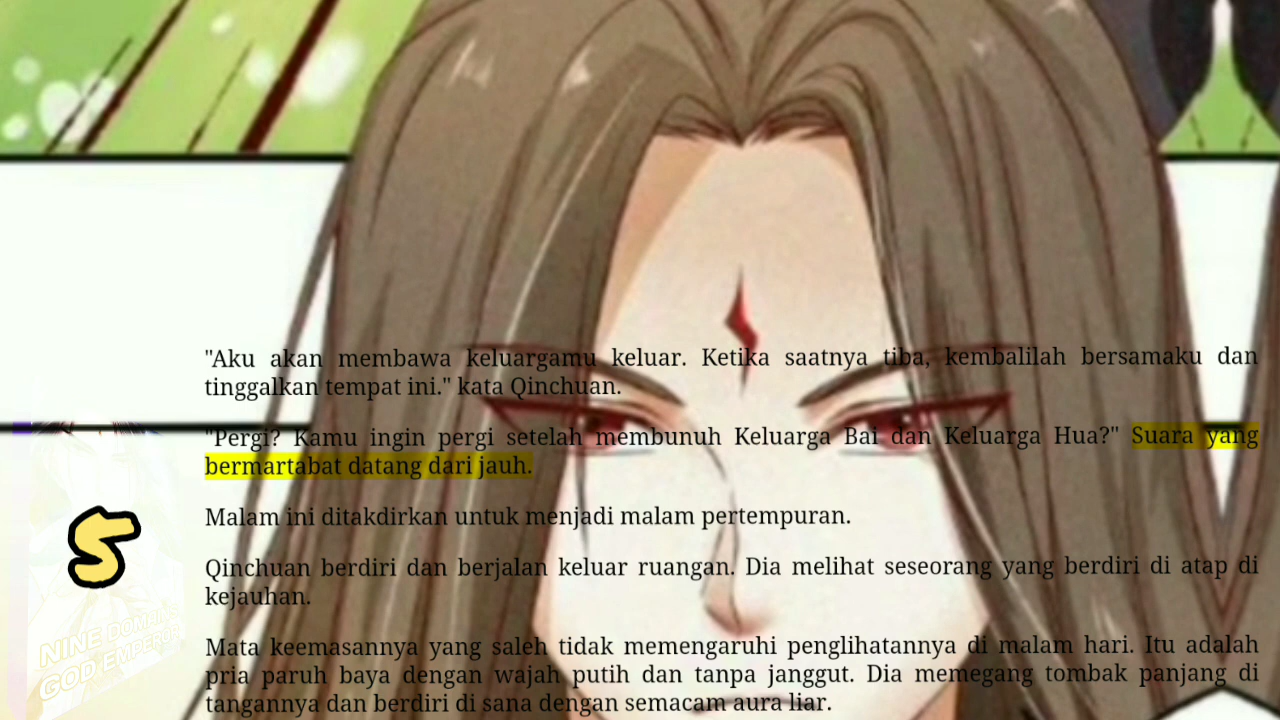 "Aku akan membawa keluargamu keluar. Ketika saatnya tiba, kembalilah bersamaku dan
tinggalkan tempat ini." kata Qinchuan.
"Pergi? Kamu ingin pergi setelah membunuh Keluarga Bai dan Keluarga Hua?" Suara yang
bermartabat datang dari jauh.
Malam ini ditakdirkan untuk menjadi malam pertempuran.
Qinchuan berdiri dan berjalan keluar ruangan. Dia melihat seseorang yang berdiri di atap di
kejauhan.
Mata keemasannya yang saleh tidak memengaruhi penglihatannya di malam hari. Itu adalah
pria paruh baya dengan wajah putih dan tanpa janggut. Dia memegang tombak panjang di
tangannya dan berdiri di sana dengan semacam aura liar.
S
NINE DOMAINS
GOD EMPEROR